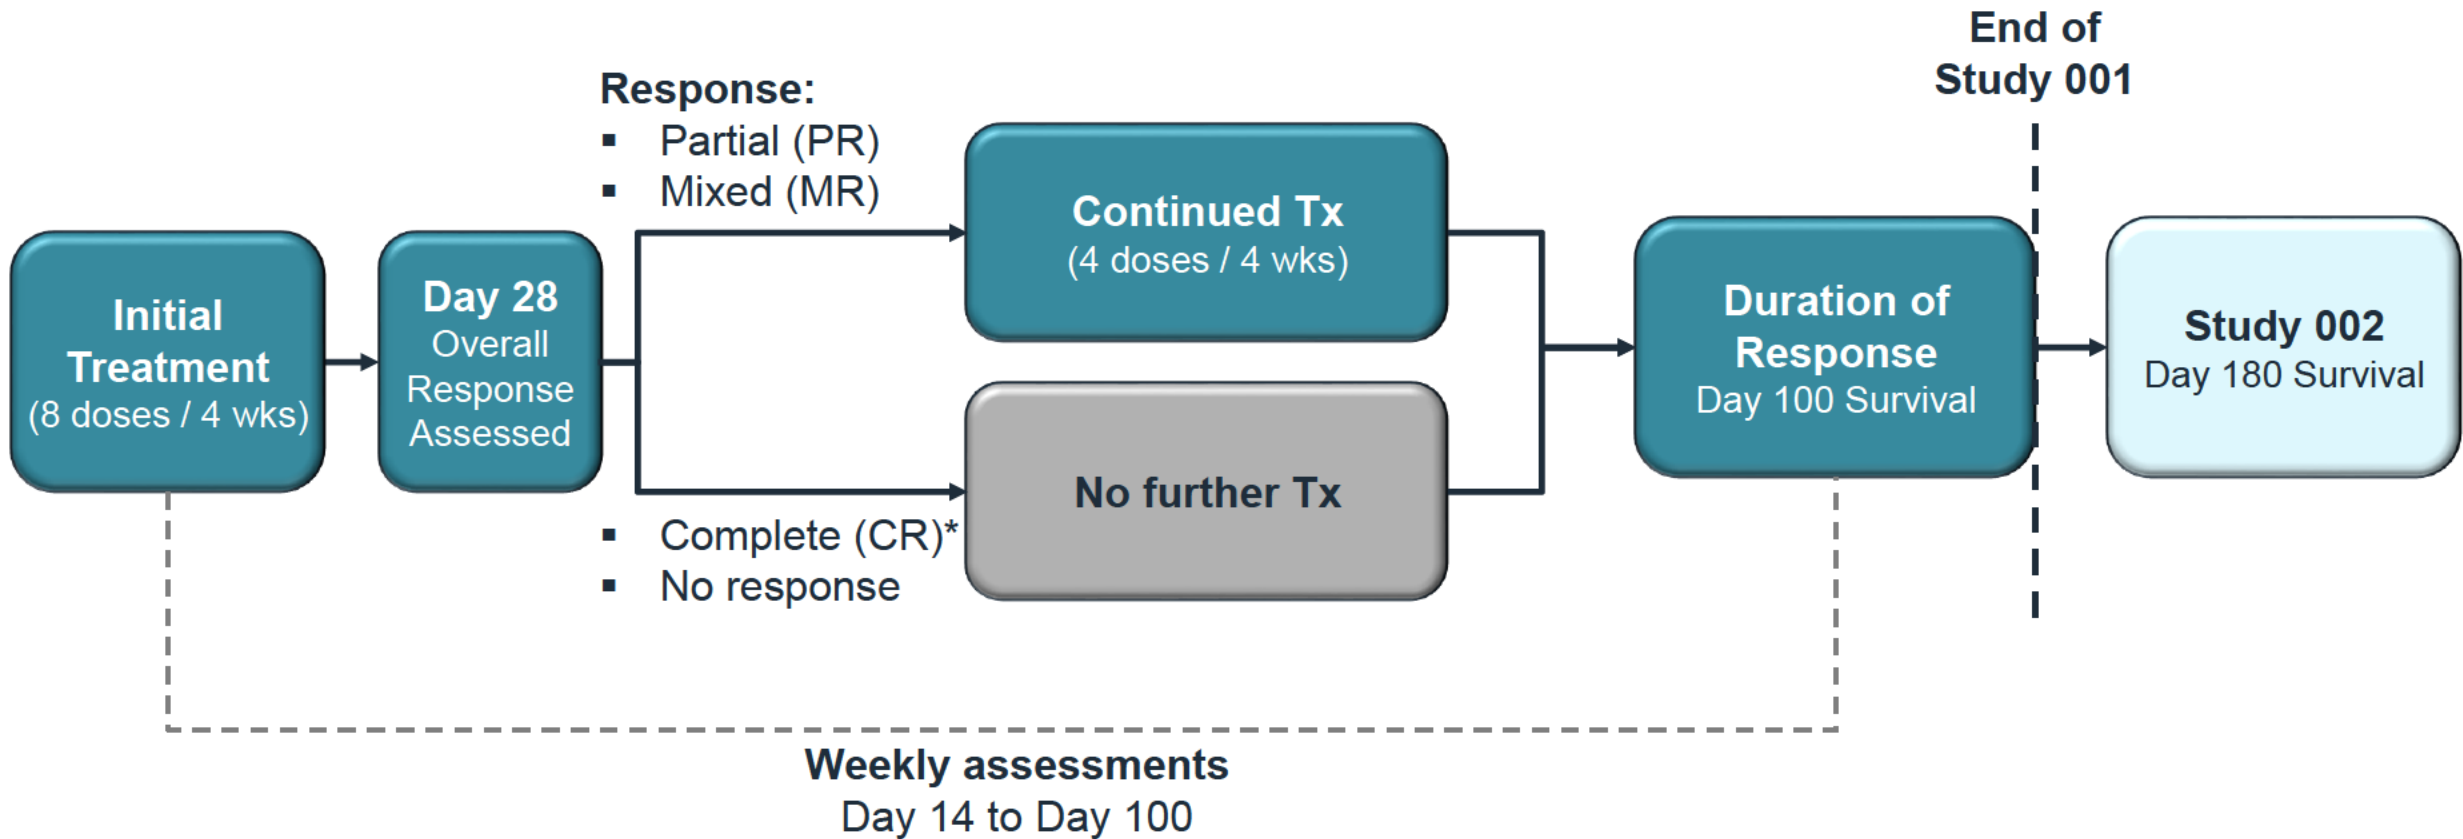 End of
Study 001
Response:
▪ Partial (PR)
▪ Mixed (MR)
Continued Tx
(4 doses / 4 wks)
Initial
Treatment
(8 doses / 4 wks)
Day 28
Overall
Response
Assessed
Duration of
Response
Day 100 Survival
Study 002
Day 180 Survival
No further Tx
▪ Complete (CR)*
▪ No response
Weekly assessments
Day 14 to Day 100